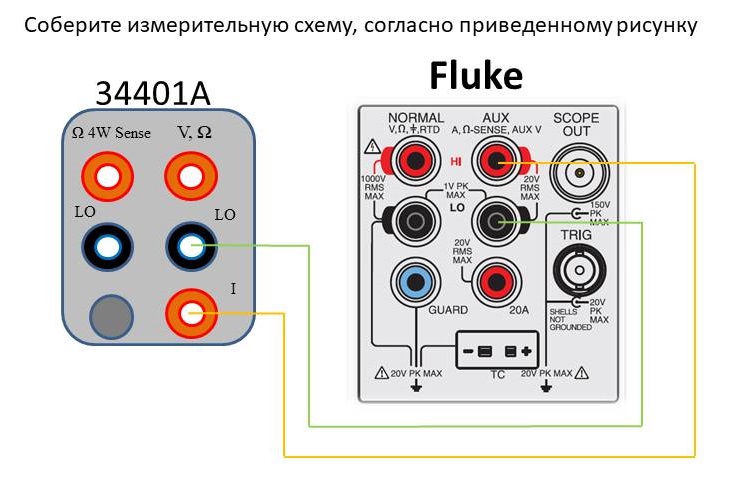 Соберите измерительную схему, согласно приведенному рисунку
Fluke
34401A
Ω 4W Sense
V, Ω
LO
LO
I
NORMAL
V,Ω,⏚,RTD
AUX
A, Ω-SENSE, AUX V
SCOPE
OUT
HI
1000V
RMS
MAX
1V PK
MAX
20V
RMS
MAX
LO
150V
PK
MAX
TRIG
20V
RMS
MAX
GUARD
20A
SHELLS
NOT
GROUNDED
20V
PK
MAX
20V PK MAX
TC
20V PK MAX